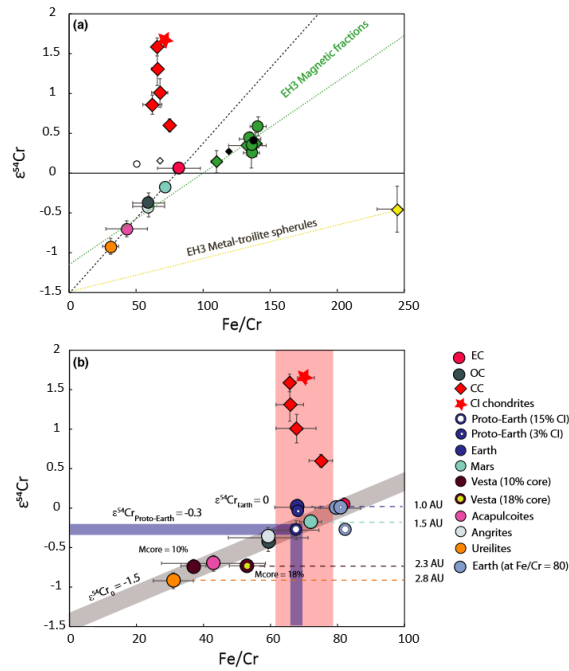 (a)
2
1.5
1
0.5
0
-0.5
-1
-1.5
ε⁵⁴Cr
EH3 Magnetic fractions
EH3 Metal-troilite spherules
0 50 100 150 200 250
Fe/Cr
(b)
2
1.5
1
0.5
0
-0.5
-1
-1.5
ε⁵⁴Cr
ε⁵⁴Cr Earth = 0
ε⁵⁴Cr Proto-Earth = -0.3
Mcore = 10%
Mcore = 18%
ε⁵⁴Cr₀ = -1.5
1.0 AU
1.5 AU
2.3 AU
2.8 AU
0 20 40 60 80 100
Fe/Cr
EC
OC
CC
CI chondrites
Proto-Earth (15% CI)
Proto-Earth (3% CI)
Earth
Mars
Vesta (10% core)
Vesta (18% core)
Acapulcoites
Angrites
Ureilites
Earth (at Fe/Cr = 80)